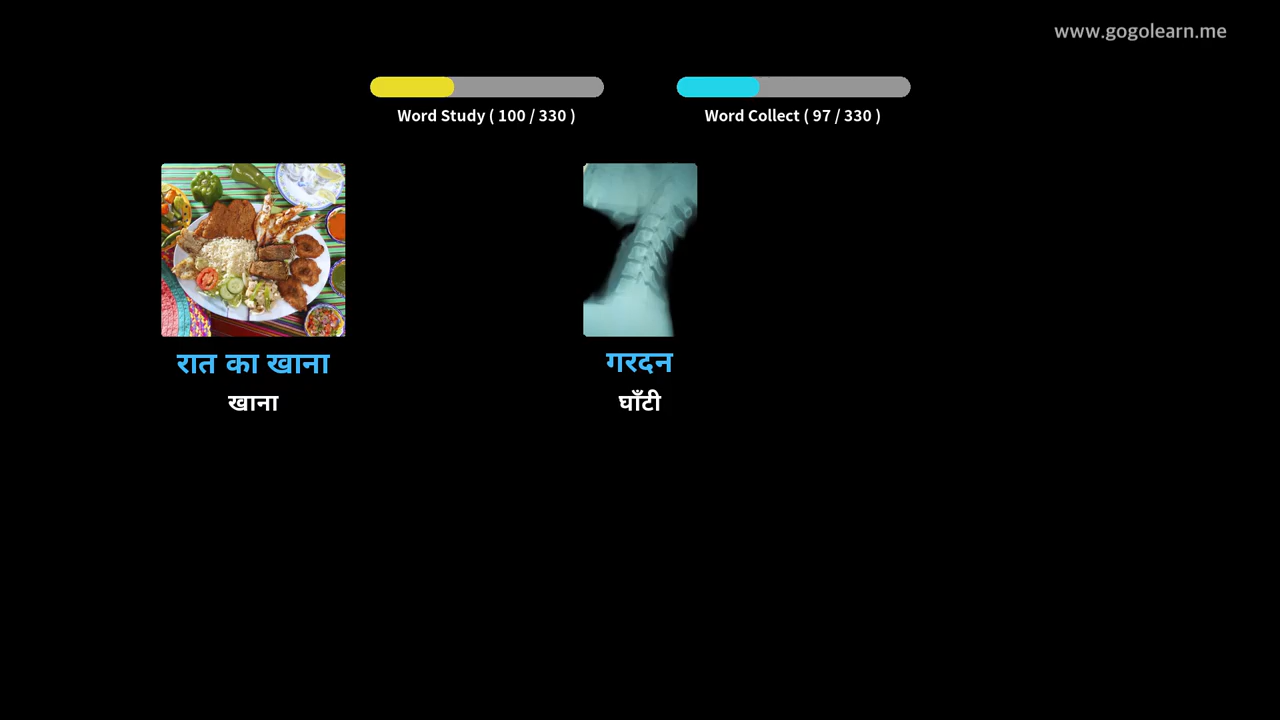 www.gogolearn.me
Word Study ( 100 / 330 )
Word Collect ( 97 / 330 )
रात का खाना
खाना
गरदन
घाँटी